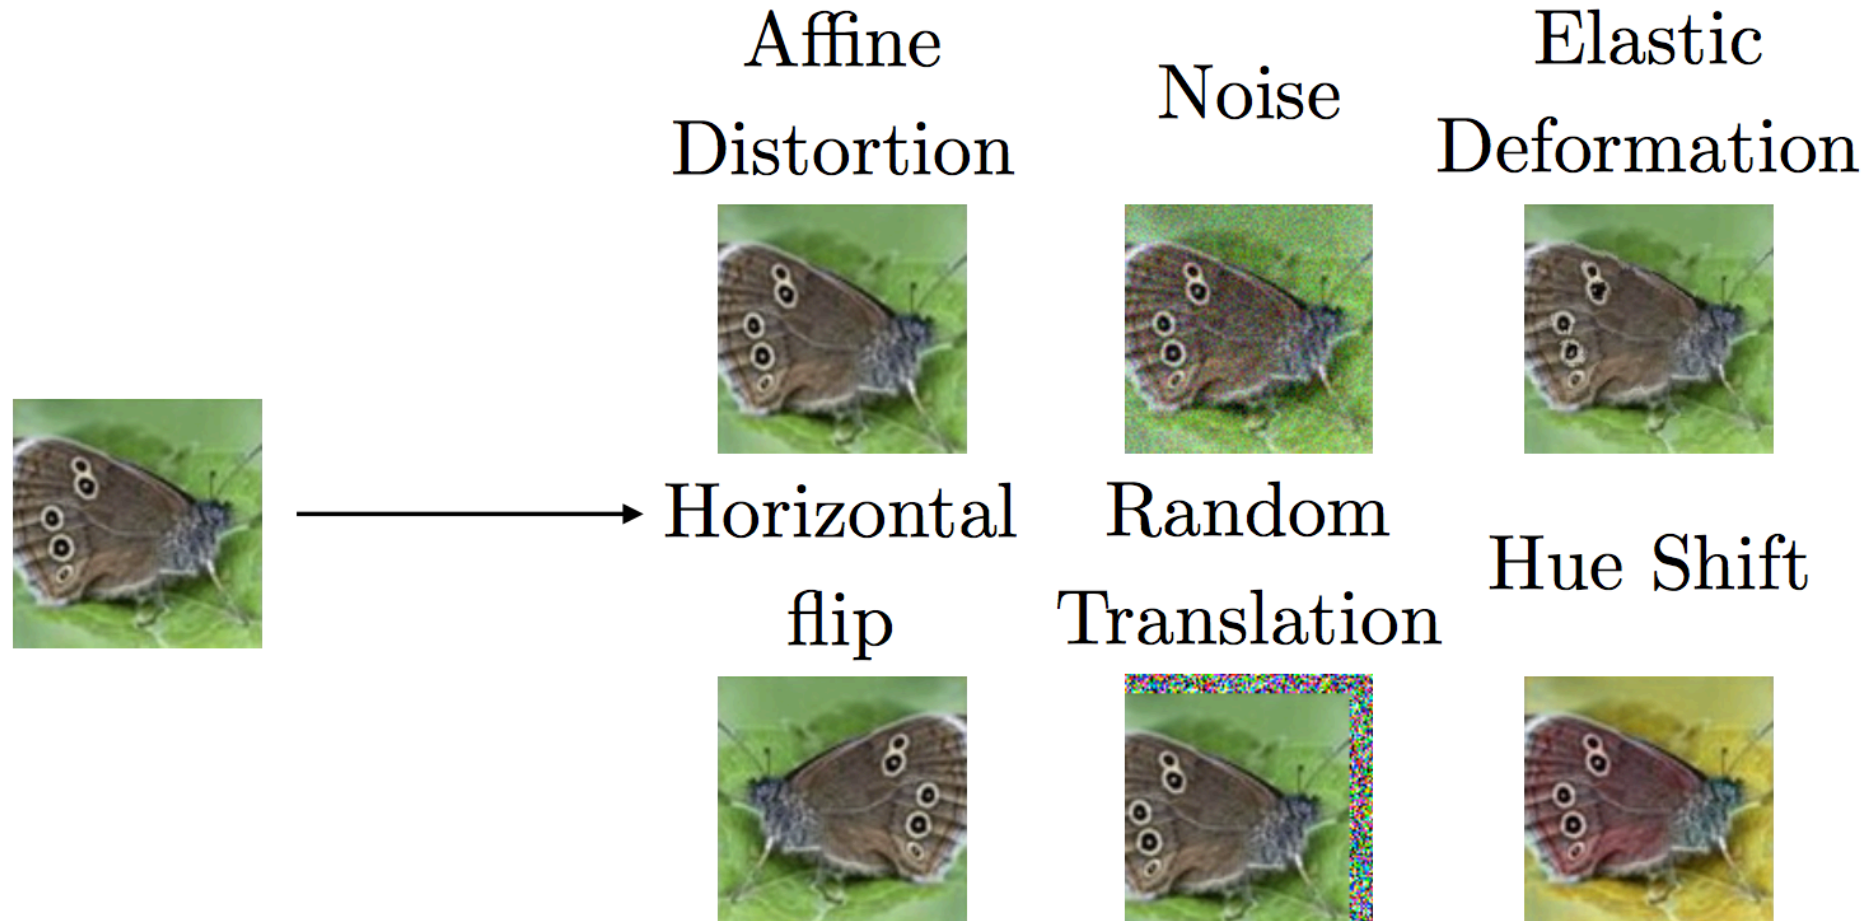 Affine
Distortion
Noise
Elastic
Deformation
Horizontal
flip
Random
Translation
Hue Shift